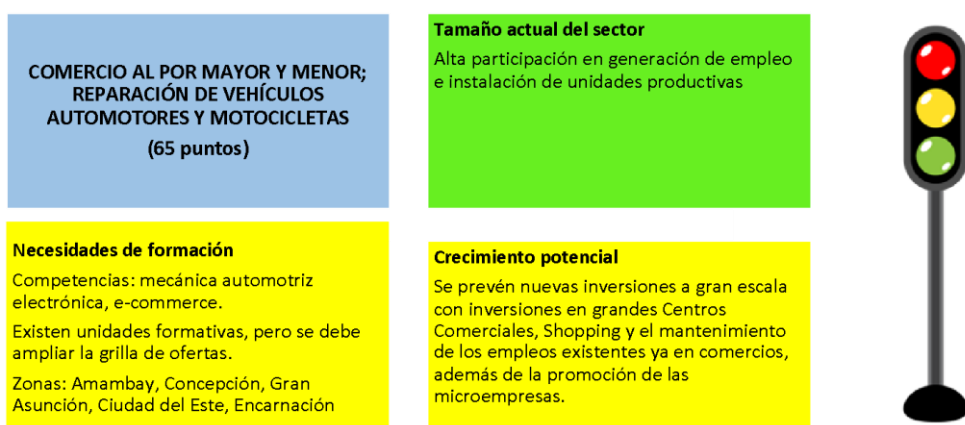 COMERCIO AL POR MAYOR Y MENOR;
REPARACIÓN DE VEHÍCULOS
AUTOMOTORES Y MOTOCICLETAS
(65 puntos)
Tamaño actual del sector
Alta participación en generación de empleo
e instalación de unidades productivas
Necesidades de formación
Competencias: mecánica automotriz
electrónica, e-commerce.
Existen unidades formativas, pero se debe
ampliar la grilla de ofertas.
Zonas: Amambay, Concepción, Gran
Asunción, Ciudad del Este, Encarnación
Crecimiento potencial
Se prevén nuevas inversiones a gran escala
con inversiones en grandes Centros
Comerciales, Shopping y el mantenimiento
de los empleos existentes ya en comercios,
además de la promoción de las
microempresas.